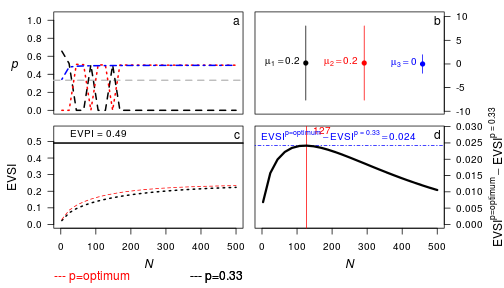 a
b
p
1.0
0.8
0.6
0.4
0.2
0.0
μ1 = 0.2
μ2 = 0.2
μ3 = 0
10
5
0
-5
-10
c
d
EVPI = 0.49
EVSI
0.5
0.4
0.3
0.2
0.1
0.0
EVSI^p=optimum − EVSI^p = 0.33 = 0.024
127
0.030
0.025
0.020
0.015
0.010
0.005
0.000
EVSI^p=optimum − EVSI^p = 0.33
0 100 200 300 400 500
0 100 200 300 400 500
N
N
--- p=optimum
--- p=0.33